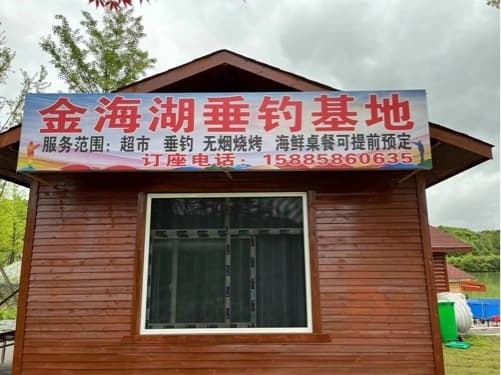 金海湖垂钓基地
服务范围：超市 垂钓 无烟烧烤 海鲜桌餐可提前预定
订座电话：15885860635